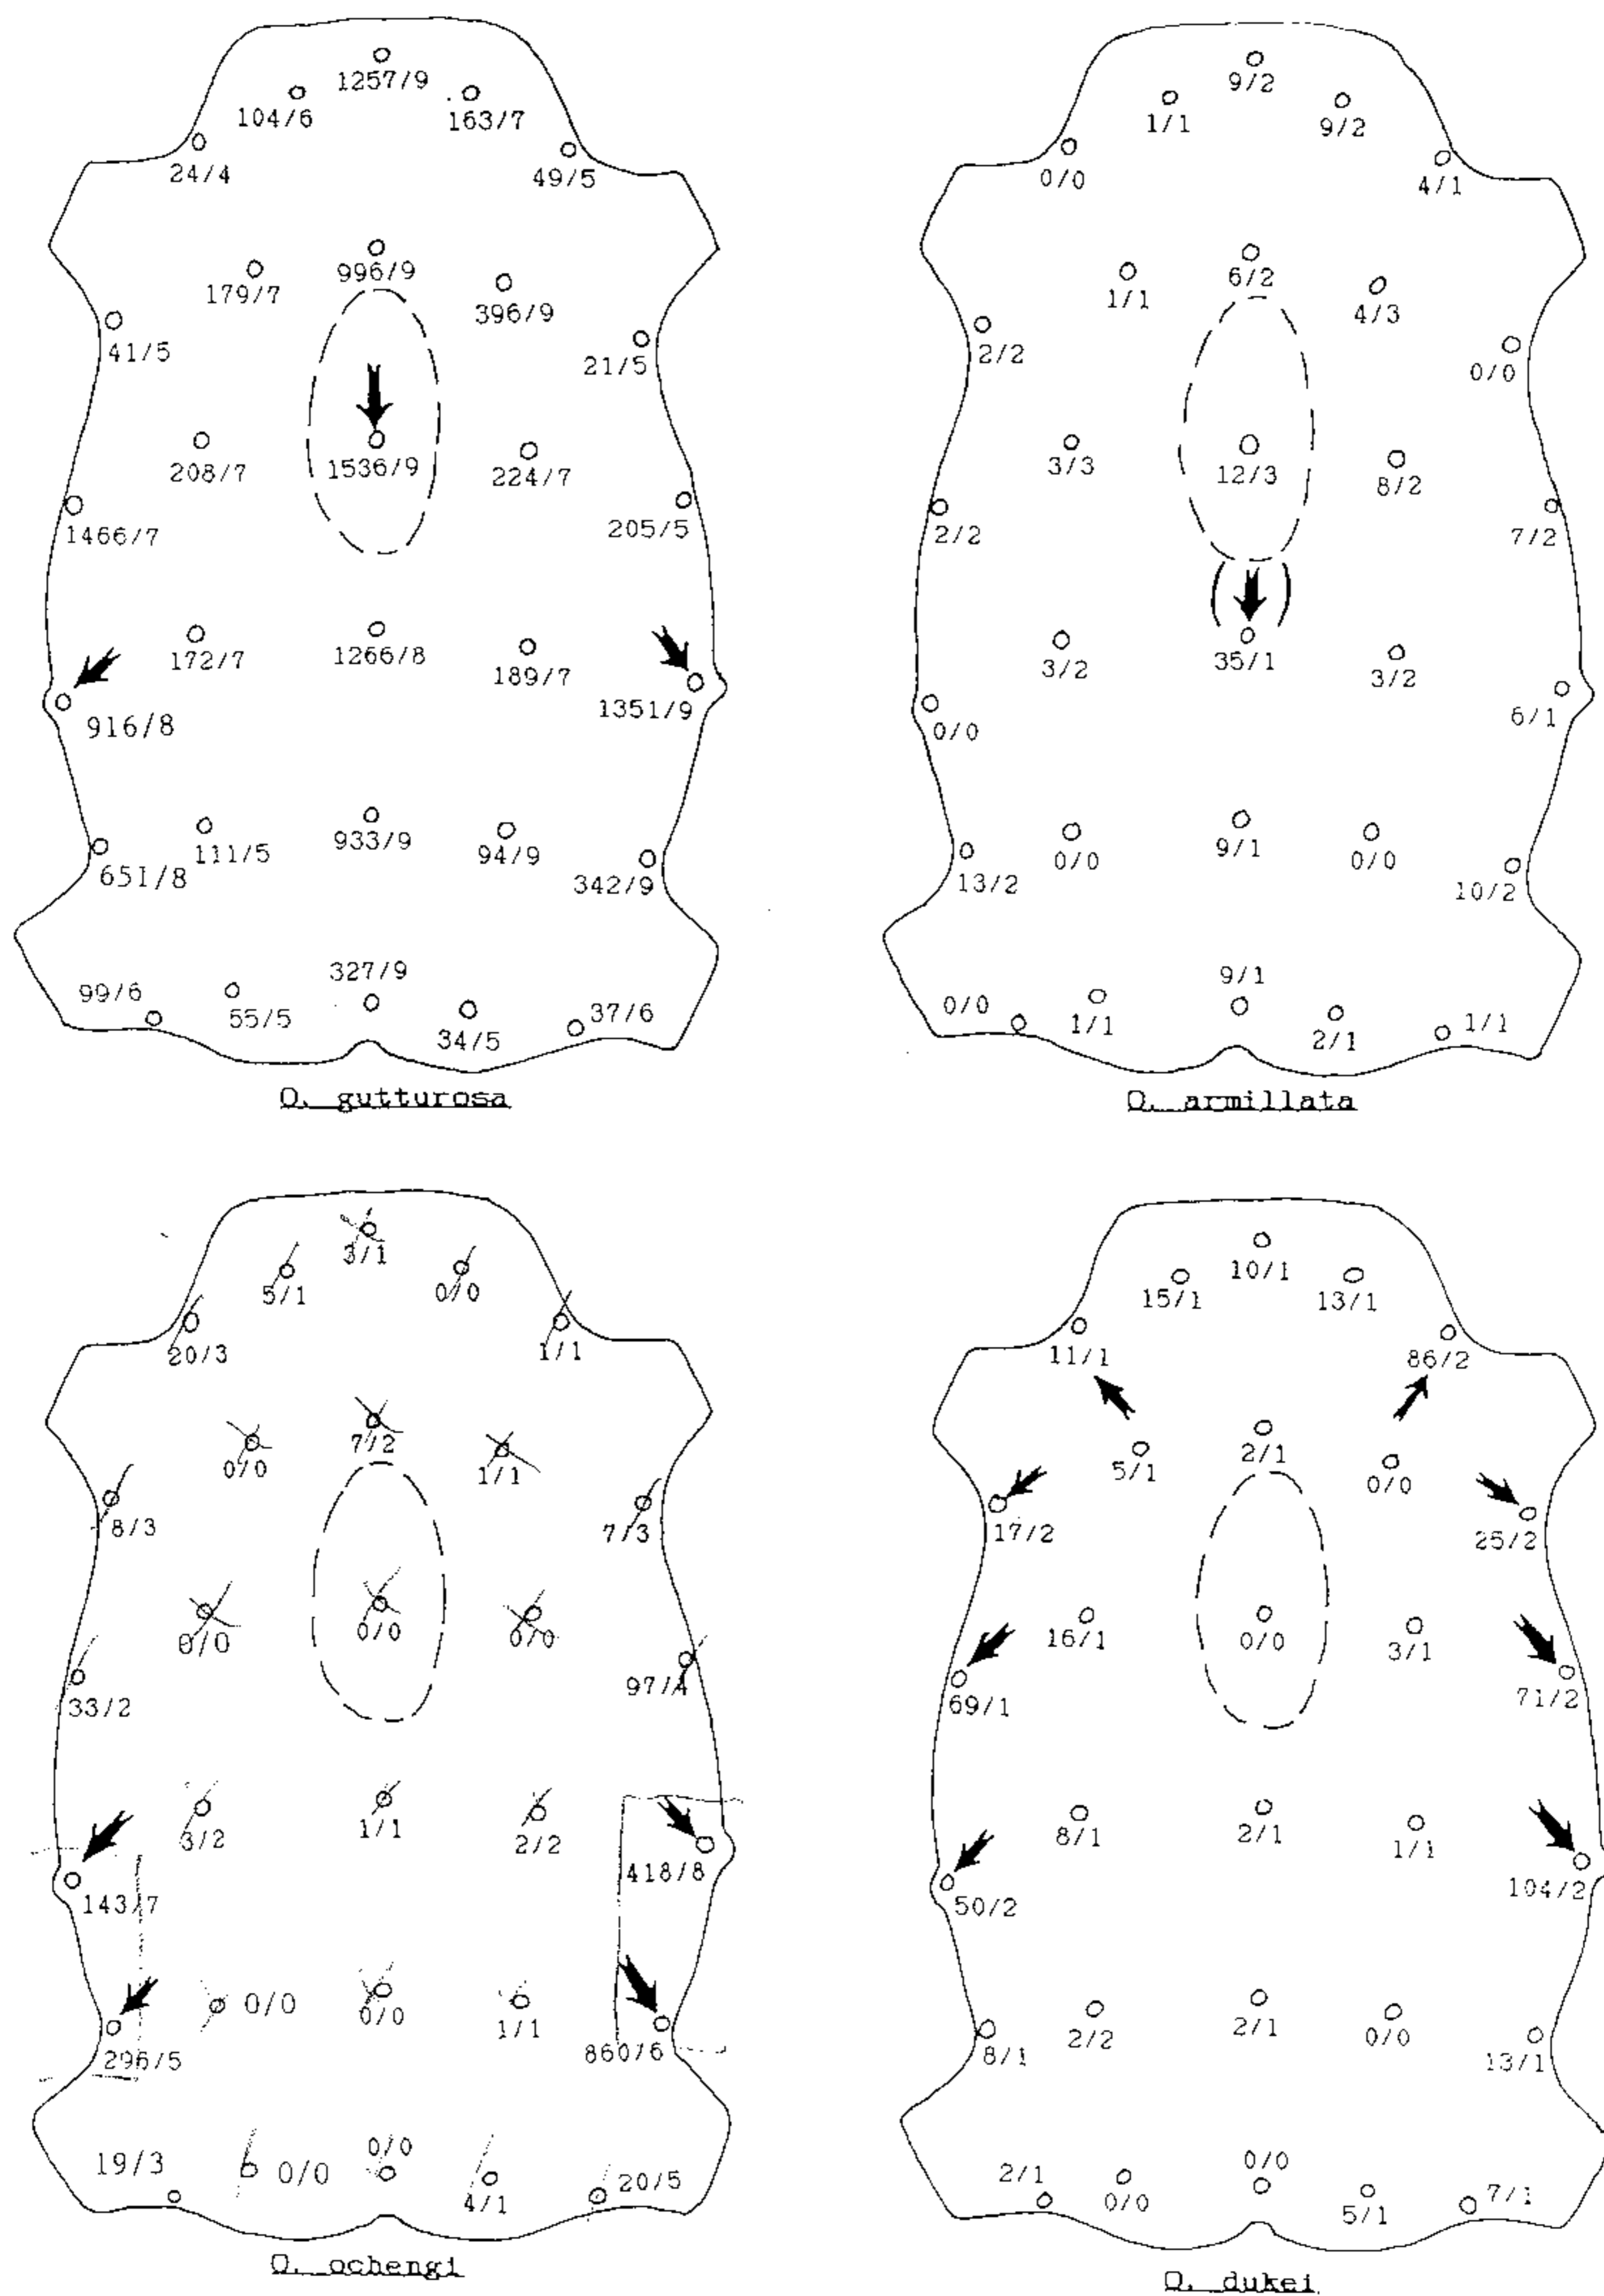 1257/9
104/6 163/7
24/4 49/5
996/9
179/7 396/9
41/5 21/5
1536/9
208/7 224/7
1466/7 205/5
172/7 1266/8 189/7
916/8 1351/9
933/9
111/5 94/9
651/8 342/9
327/9
99/6 55/5 34/5 37/6
O. gutturosa
9/2
1/1 9/2
0/0 4/1
6/2
1/1 4/3
2/2 0/0
3/3 12/3 8/2
2/2 7/2
3/2 35/1 3/2
0/0 6/1
0/0 9/1 0/0
13/2 10/2
9/1
0/0 1/1 2/1 1/1
O. armillata
3/1
5/1 0/0
20/3 1/1
7/2
0/0 1/1
8/3 7/3
0/0 0/0 0/0
33/2 97/4
3/2 1/1 2/2
143/7 418/8
0/0 0/0 1/1
296/5 860/6
0/0
19/3 0/0 4/1 20/5
O. ochengi
10/1
15/1 13/1
11/1 86/2
2/1
5/1 0/0
17/2 25/2
16/1 0/0 3/1
69/1 71/2
8/1 2/1 1/1
50/2 104/2
2/2 2/1 0/0
8/1 13/1
0/0
2/1 0/0 5/1 7/1
O. dukei